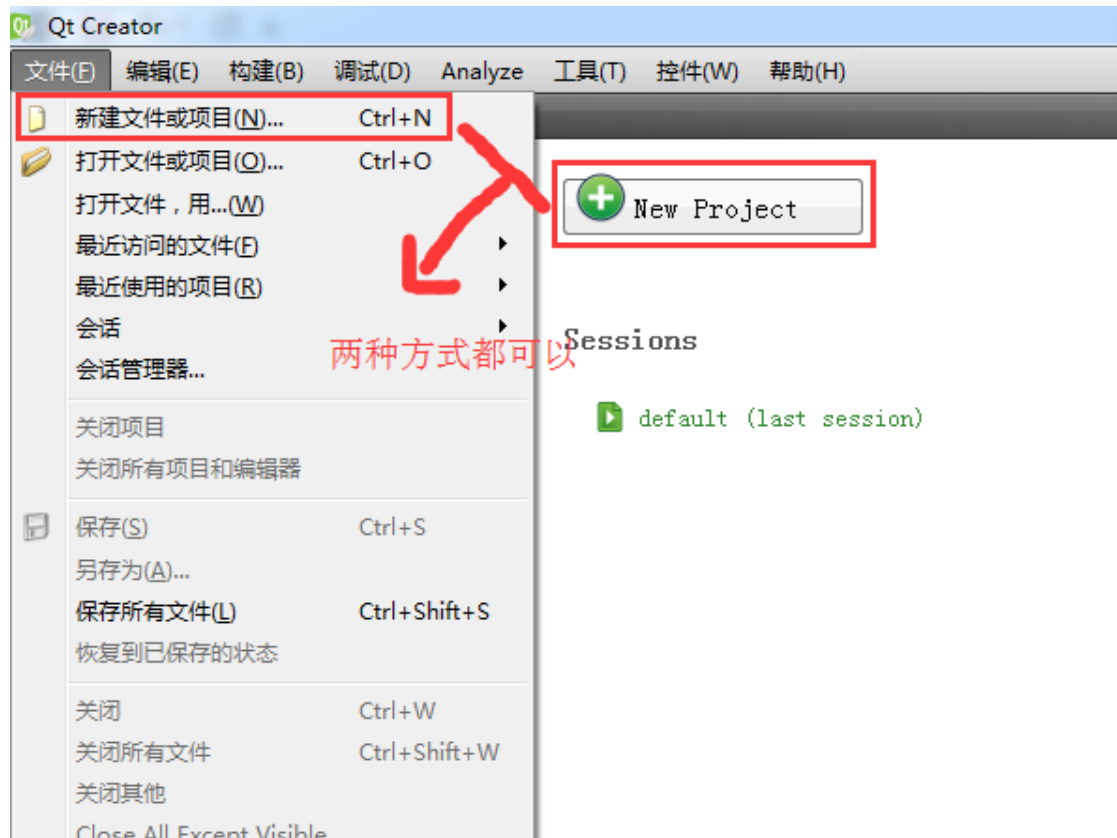 Qt Creator
文件(F) 编辑(E) 构建(B) 调试(D) Analyze 工具(T) 控件(W) 帮助(H)
新建文件或项目(N)... Ctrl+N
打开文件或项目(O)... Ctrl+O
打开文件，用...(W)
最近访问的文件(F)
最近使用的项目(R)
会话
会话管理器...
关闭项目
关闭所有项目和编辑器
保存(S) Ctrl+S
另存为(A)...
保存所有文件(L) Ctrl+Shift+S
恢复到已保存的状态
关闭 Ctrl+W
关闭所有文件 Ctrl+Shift+W
关闭其他
Close All Except Visible
New Project
两种方式都可以
Sessions
default (last session)